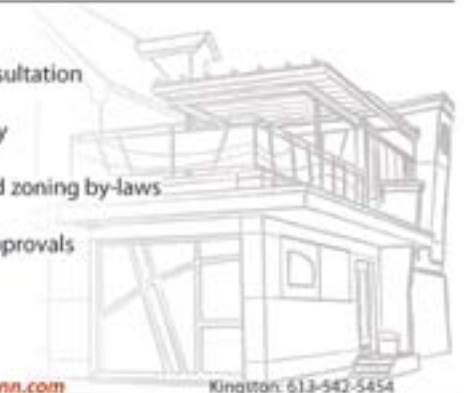 sultation
y
d zoning by-laws
provals
nn.com
Kingston: 613-542-5454